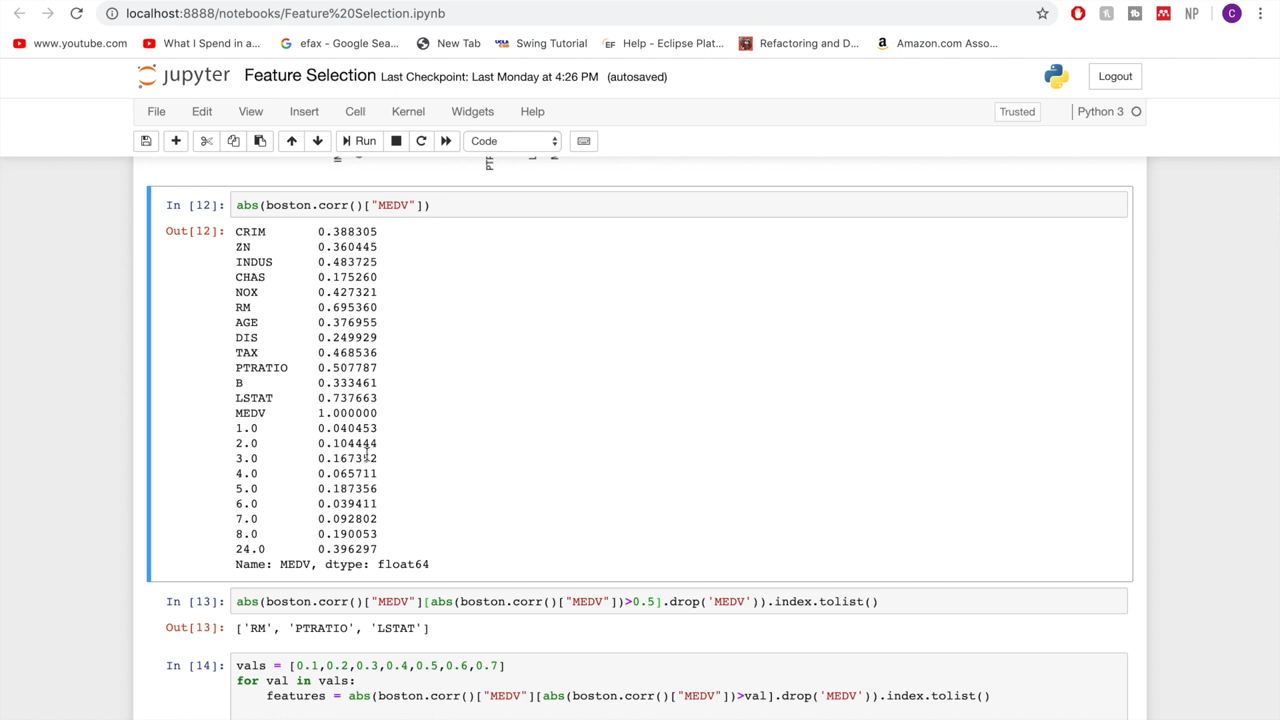 localhost:8888/notebooks/Feature%20Selection.ipynb
NP C
www.youtube.com What I Spend in a... efax - Google Sea... New Tab Swing Tutorial Help - Eclipse Plat... Refactoring and D... Amazon.com Asso...
jupyter Feature Selection Last Checkpoint: Last Monday at 4:26 PM (autosaved) Logout
File Edit View Insert Cell Kernel Widgets Help Trusted Python 3
Run Code
In [12]: abs(boston.corr()["MEDV"])
Out[12]: CRIM 0.388305
ZN 0.360445
INDUS 0.483725
CHAS 0.175260
NOX 0.427321
RM 0.695360
AGE 0.376955
DIS 0.249929
TAX 0.468536
PTRATIO 0.507787
B 0.333461
LSTAT 0.737663
MEDV 1.000000
1.0 0.040453
2.0 0.104444
3.0 0.167352
4.0 0.065711
5.0 0.187356
6.0 0.039411
7.0 0.092802
8.0 0.190053
24.0 0.396297
Name: MEDV, dtype: float64
In [13]: abs(boston.corr()["MEDV"][abs(boston.corr()["MEDV"])>0.5].drop('MEDV')).index.tolist()
Out[13]: ['RM', 'PTRATIO', 'LSTAT']
In [14]: vals = [0.1,0.2,0.3,0.4,0.5,0.6,0.7]
for val in vals:
features = abs(boston.corr()["MEDV"][abs(boston.corr()["MEDV"])>val].drop('MEDV')).index.tolist()